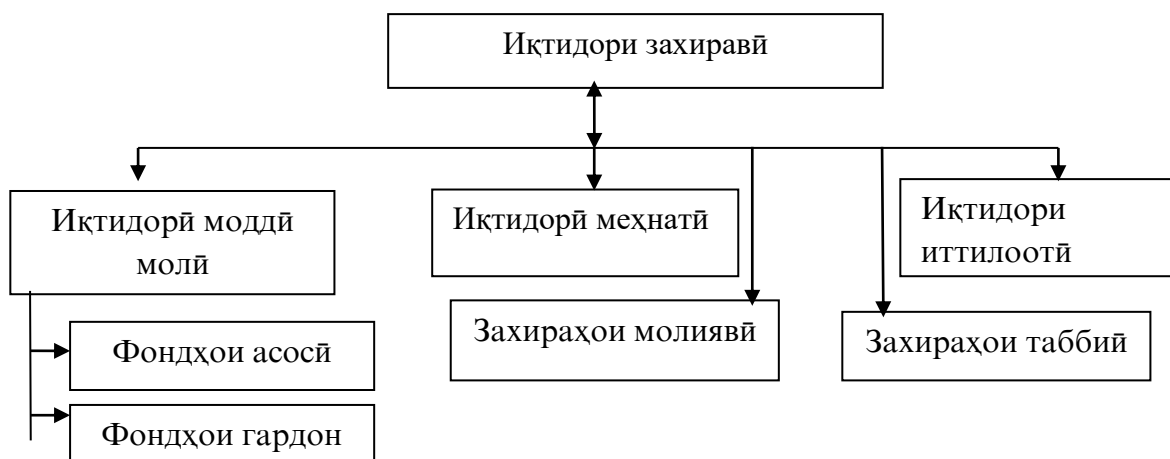 Иқтидори захиравӣ
Иқтидорӣ моддӣ
молӣ
Иқтидорӣ меҳнатӣ
Иқтидори
иттилоотӣ
Захираҳои молиявӣ
Захираҳои таббиӣ
Фондҳои асосӣ
Фондҳои гардон